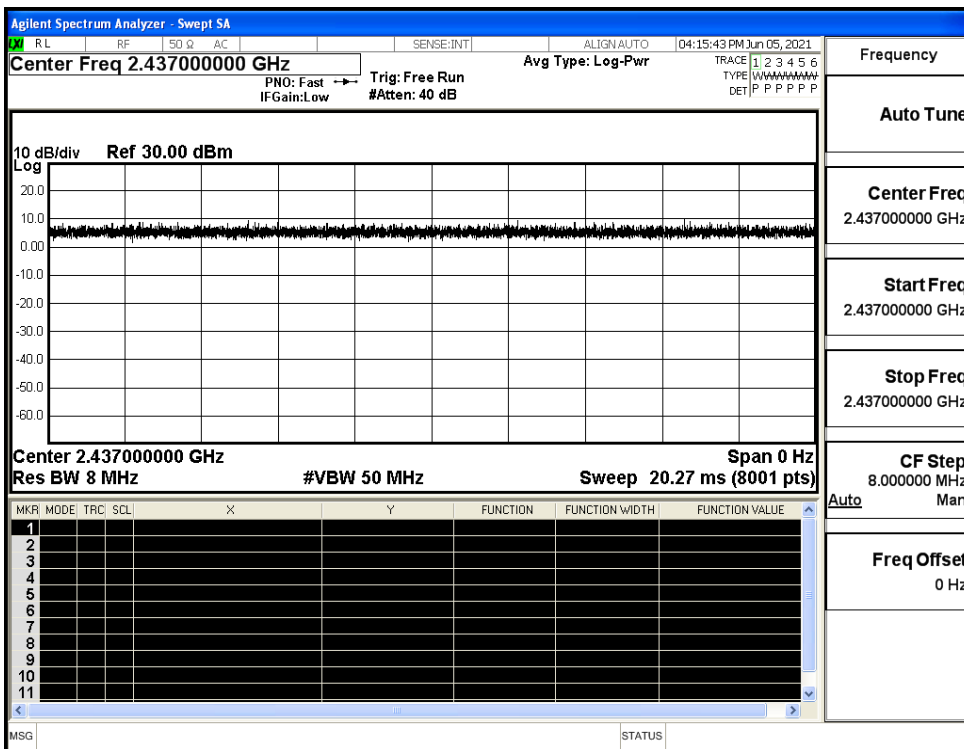 Agilent Spectrum Analyzer - Swept SA
LXI RL RF 50 Ω AC SENSE:INT ALIGN AUTO 04:15:43 PM Jun 05, 2021
Center Freq 2.437000000 GHz
PNO: Fast
IFGain:Low
Trig: Free Run
#Atten: 40 dB
Avg Type: Log-Pwr
TRACE 1 2 3 4 5 6
TYPE WWWWWW
DET P P P P P P
10 dB/div Ref 30.00 dBm
Log
20.0
10.0
0.00
-10.0
-20.0
-30.0
-40.0
-50.0
-60.0
Center 2.437000000 GHz Span 0 Hz
Res BW 8 MHz #VBW 50 MHz Sweep 20.27 ms (8001 pts)
MKR MODE TRC SCL X Y FUNCTION FUNCTION WIDTH FUNCTION VALUE
1
2
3
4
5
6
7
8
9
10
11
MSG STATUS
Frequency
Auto Tune
Center Freq
2.437000000 GHz
Start Freq
2.437000000 GHz
Stop Freq
2.437000000 GHz
CF Step
8.000000 MHz
Auto Man
Freq Offset
0 Hz